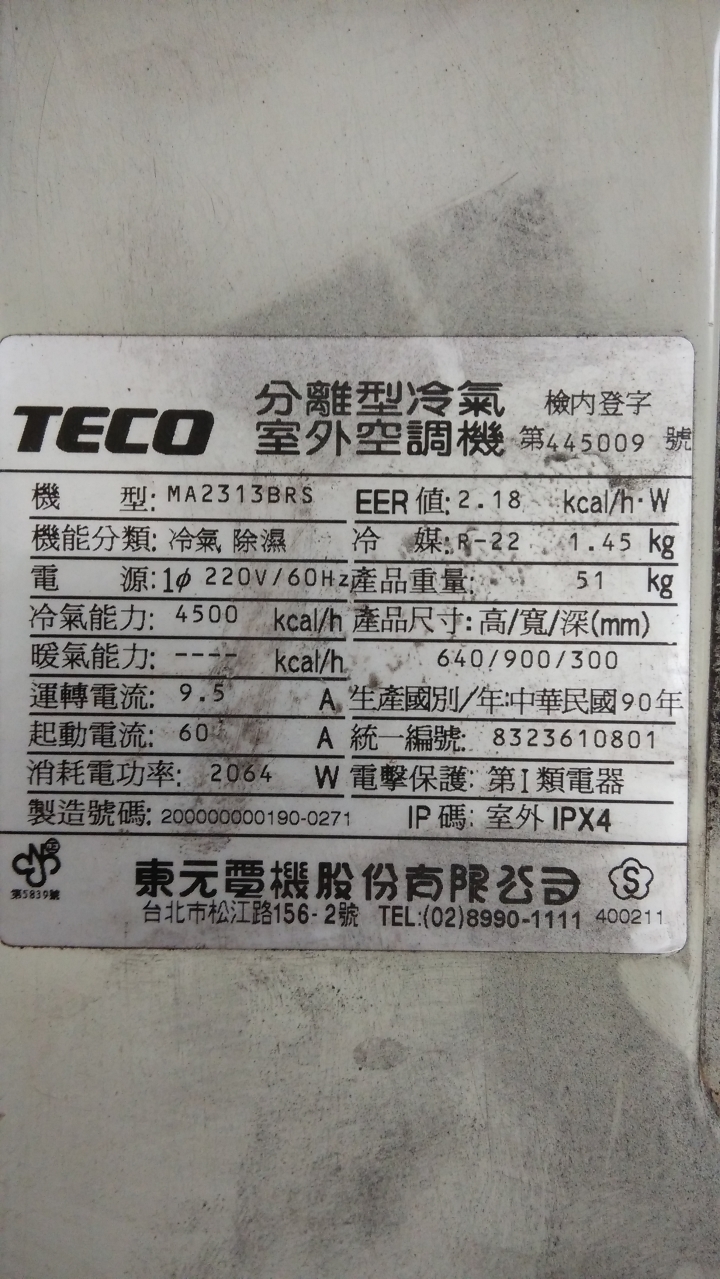 TECO 分離型冷氣 檢內登字
室外空調機 第445009 號
機 型: MA2313BRS EER 值: 2.18 kcal/h·W
機能分類: 冷氣 除濕 冷 媒: R-22 1.45 kg
電 源: 1ϕ 220V/60Hz 產品重量: 51 kg
冷氣能力: 4500 kcal/h 產品尺寸: 高/寬/深(mm)
暖氣能力: ---- kcal/h 640/900/300
運轉電流: 9.5 A 生產國別/年:中華民國90年
起動電流: 60 A 統一編號: 8323610801
消耗電功率: 2064 W 電擊保護: 第I類電器
製造號碼: 200000000190-0271 IP 碼: 室外 IPX4
第5839號 東元電機股份有限公司 S
台北市松江路156-2號 TEL:(02)8990-1111 400211